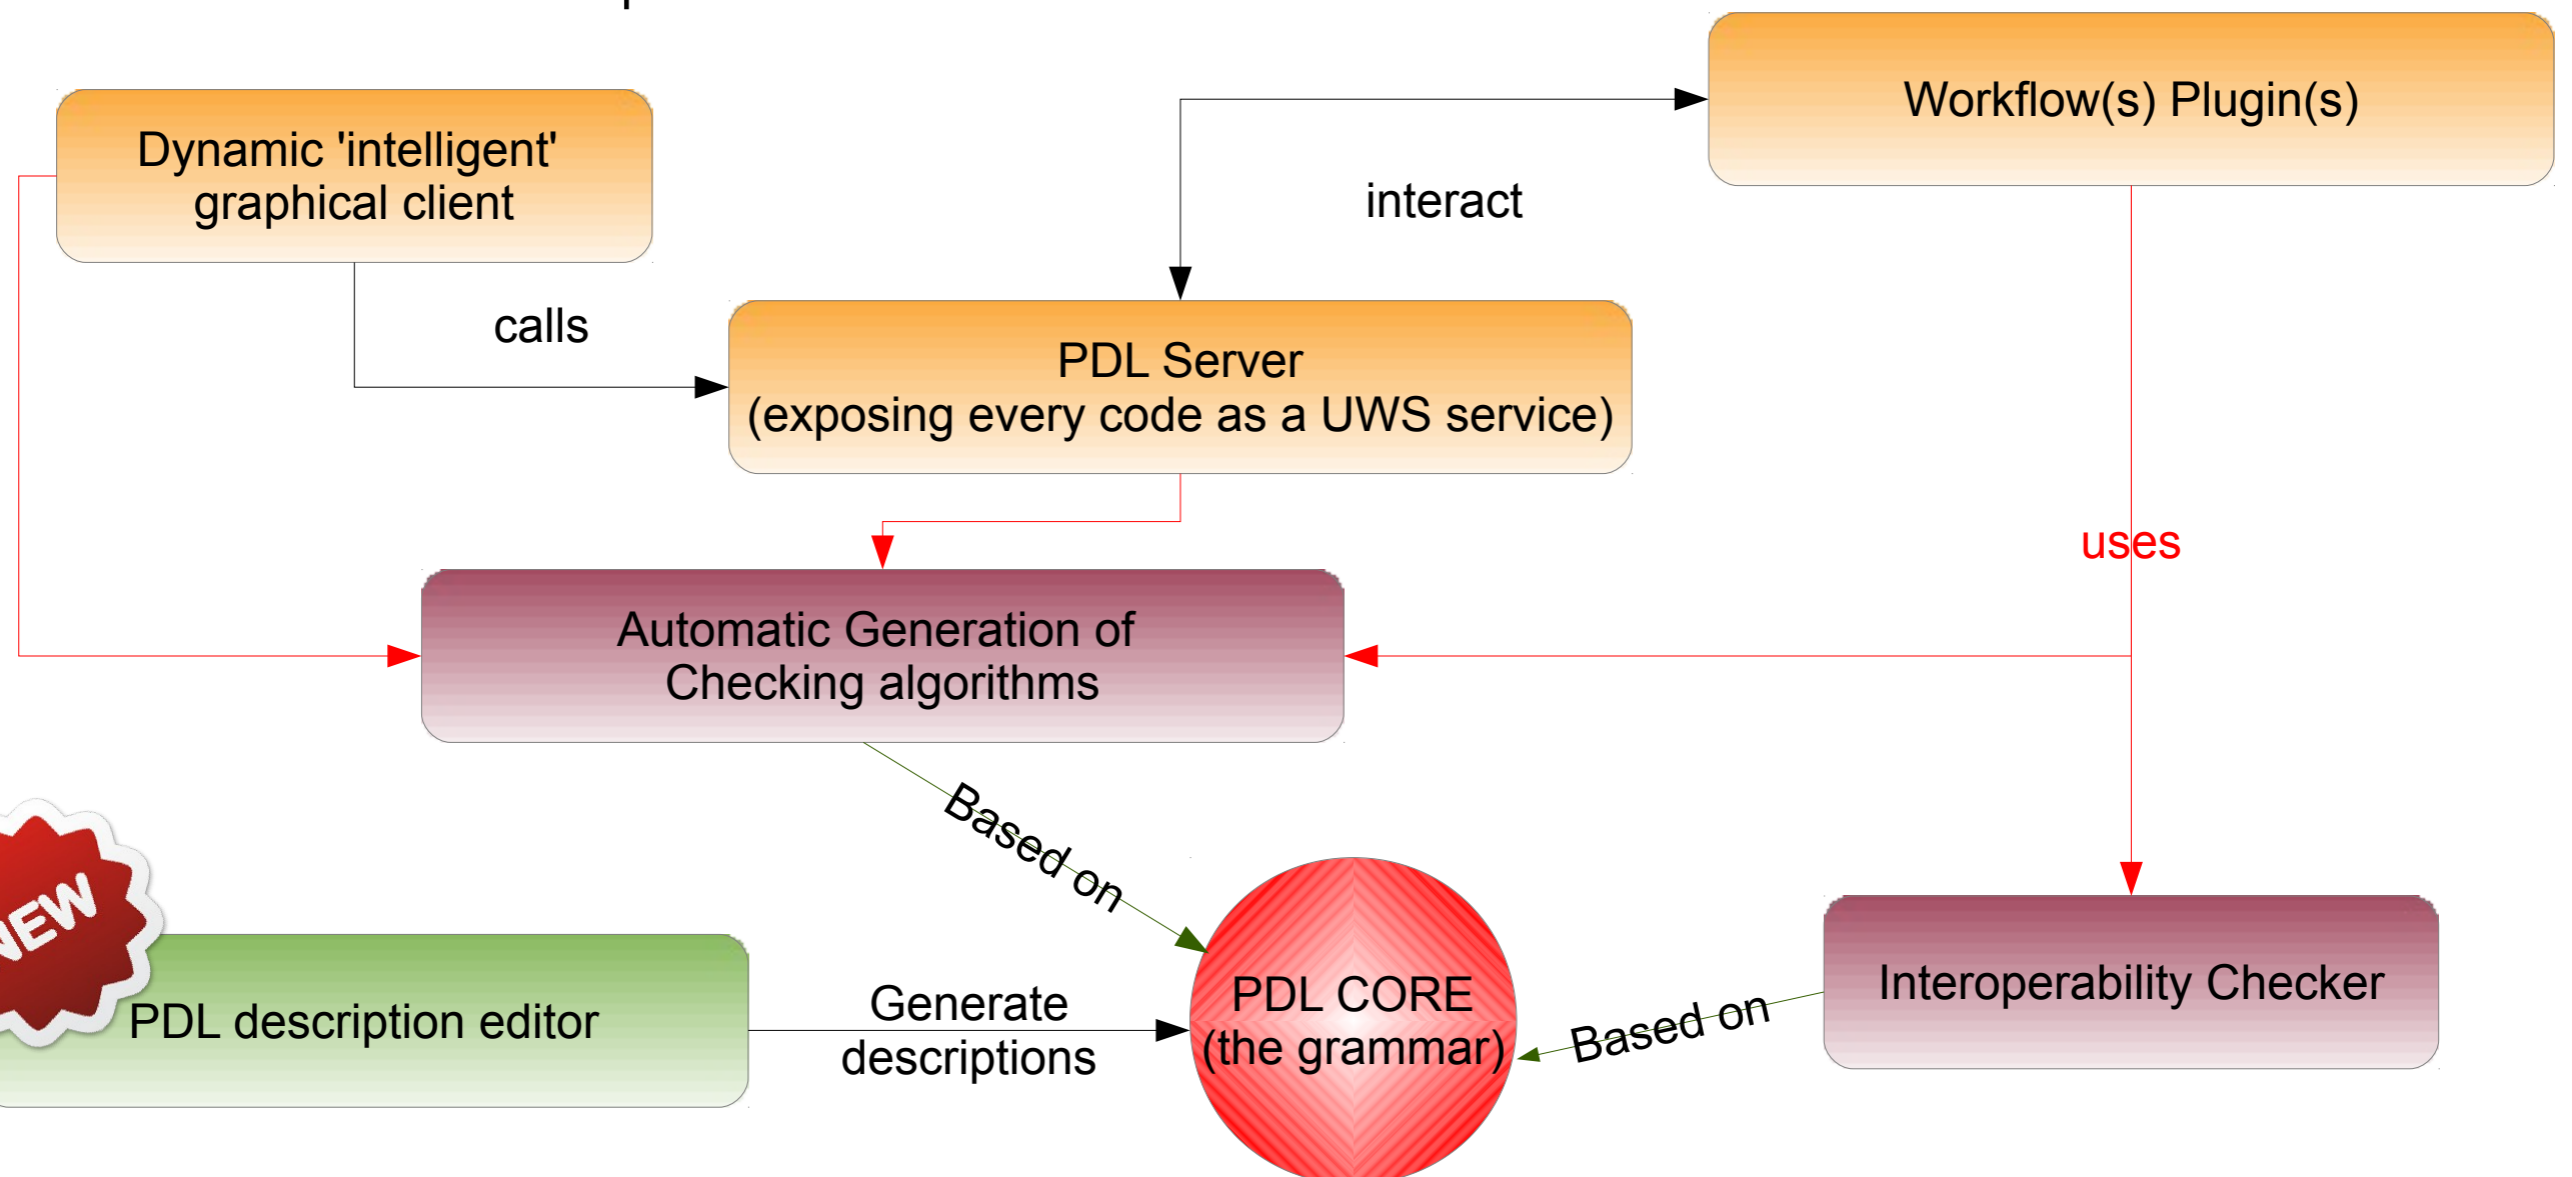 Workflow(s) Plugin(s)
Dynamic 'intelligent'
graphical client
interact
calls
PDL Server
(exposing every code as a UWS service)
uses
Automatic Generation of
Checking algorithms
Based on
NEW
PDL description editor
Generate
descriptions
PDL CORE
(the grammar)
Based on
Interoperability Checker